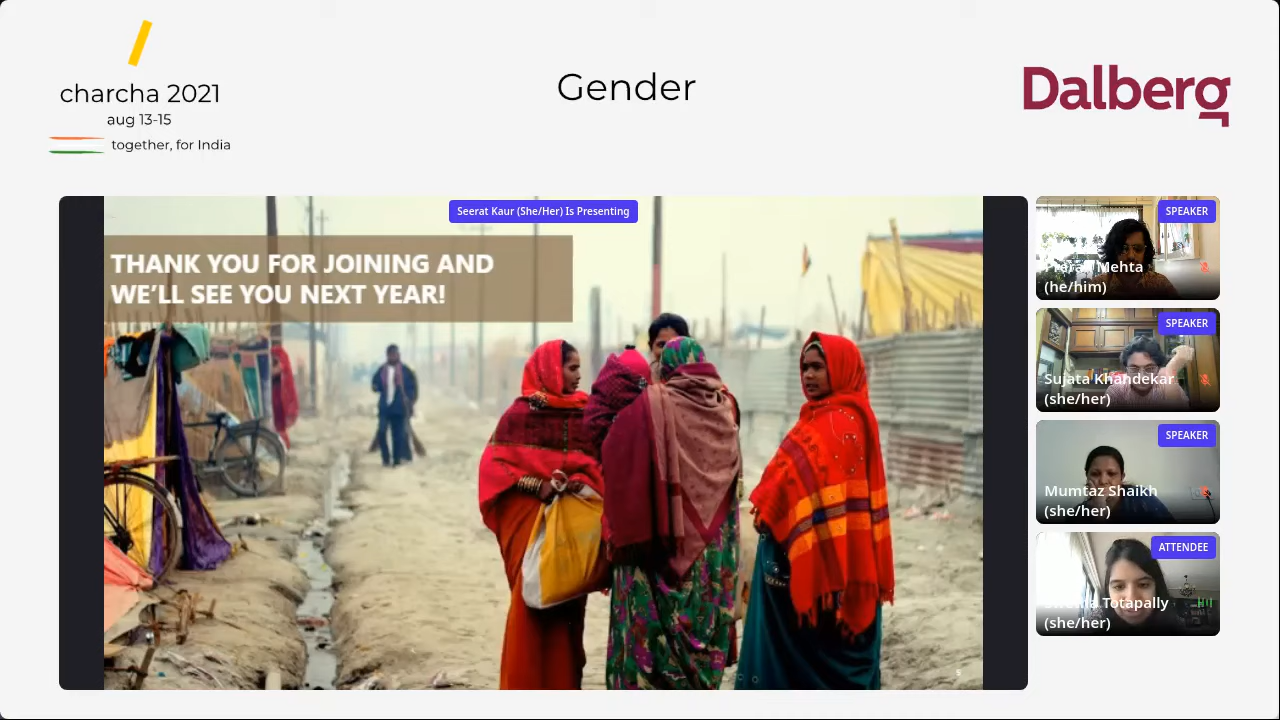 charcha 2021
aug 13-15
together, for India
Gender
Dalberg
Seerat Kaur (She/Her) Is Presenting
THANK YOU FOR JOINING AND
WE'LL SEE YOU NEXT YEAR!
5
SPEAKER
Mehta
(he/him)
SPEAKER
Sujata Khandekar
(she/her)
SPEAKER
Mumtaz Shaikh
(she/her)
ATTENDEE
Totapally
(she/her)